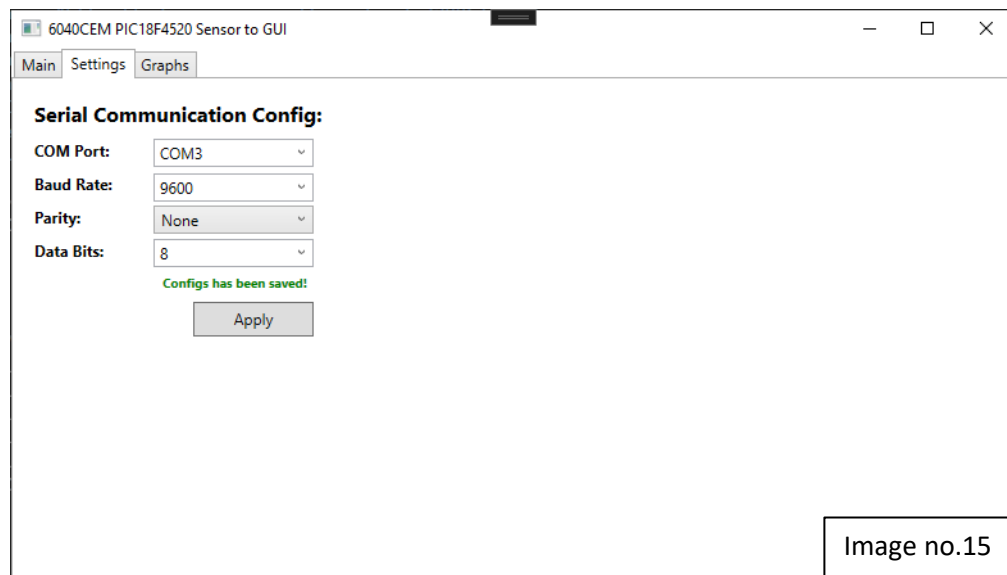 6040CEM PIC18F4520 Sensor to GUI
Main Settings Graphs
Serial Communication Config:
COM Port: COM3
Baud Rate: 9600
Parity: None
Data Bits: 8
Configs has been saved!
Apply
Image no.15